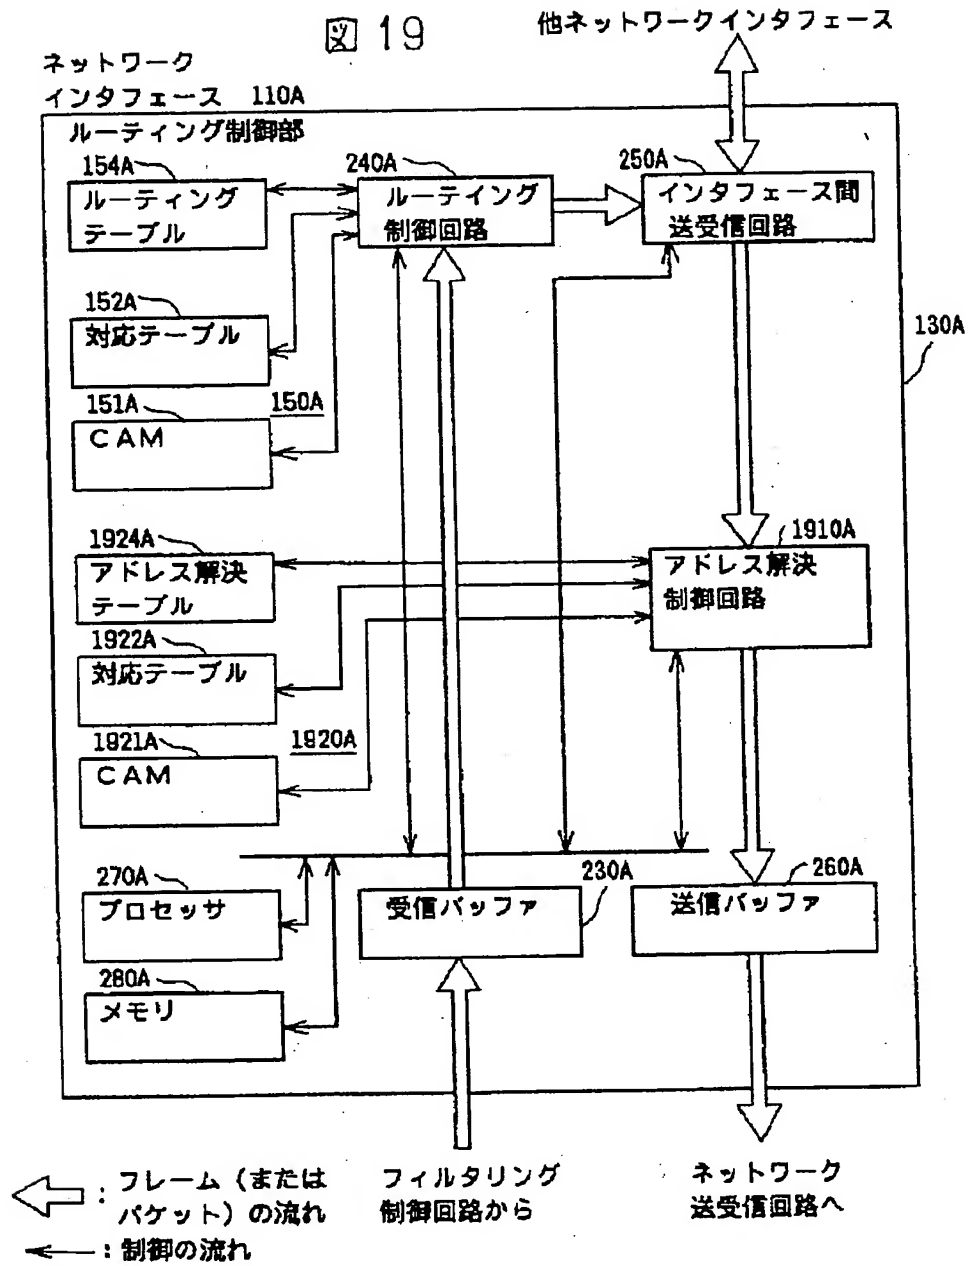 図 19
他ネットワークインタフェース
ネットワーク
インタフェース 110A
ルーティング制御部
154A
ルーティング
テーブル
240A
ルーテイング
制御回路
250A
インタフェース間
送受信回路
130A
152A
対応テーブル
150A
151A
CAM
1924A
アドレス解決
テーブル
1910A
アドレス解決
制御回路
1922A
対応テーブル
1920A
1921A
CAM
270A
プロセッサ
230A
受信バッファ
260A
送信バッファ
280A
メモリ
:フレーム(または
パケット)の流れ
:制御の流れ
フィルタリング
制御回路から
ネットワーク
送受信回路へ